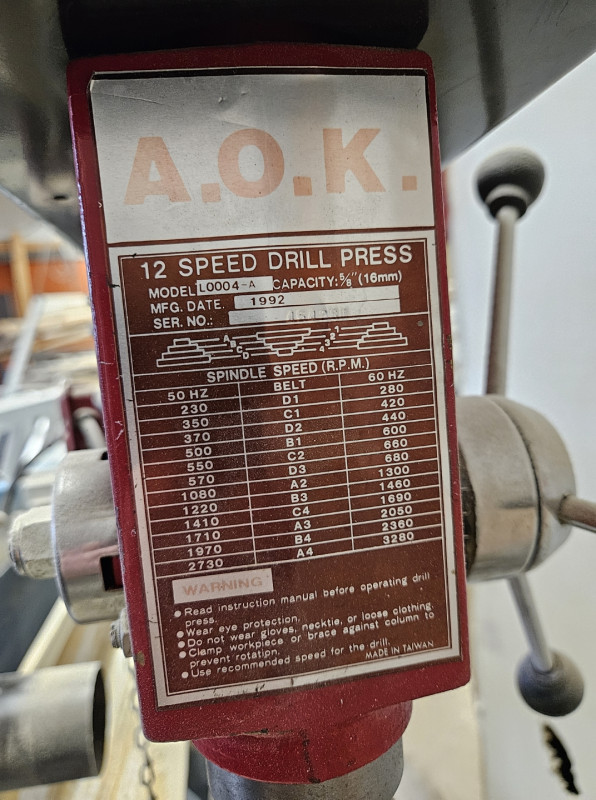 A.O.K.
12 SPEED DRILL PRESS
MODEL L0004-A CAPACITY: 5/8" (16mm)
MFG. DATE. 1992
SER. NO.:
SPINDLE SPEED (R.P.M.)
50 HZ BELT 60 HZ
230 D1 280
350 C1 420
370 D2 440
500 B1 600
550 C2 660
570 D3 680
1080 A2 1300
1220 B3 1460
1410 C4 1690
1710 A3 2050
1970 B4 2360
2730 A4 3280
WARNING
● Read instruction manual before operating drill
press.
● Wear eye protection.
● Do not wear gloves, necktie, or loose clothing.
● Clamp workpiece or brace against column to
prevent rotation.
● Use recommended speed for the drill.
MADE IN TAIWAN